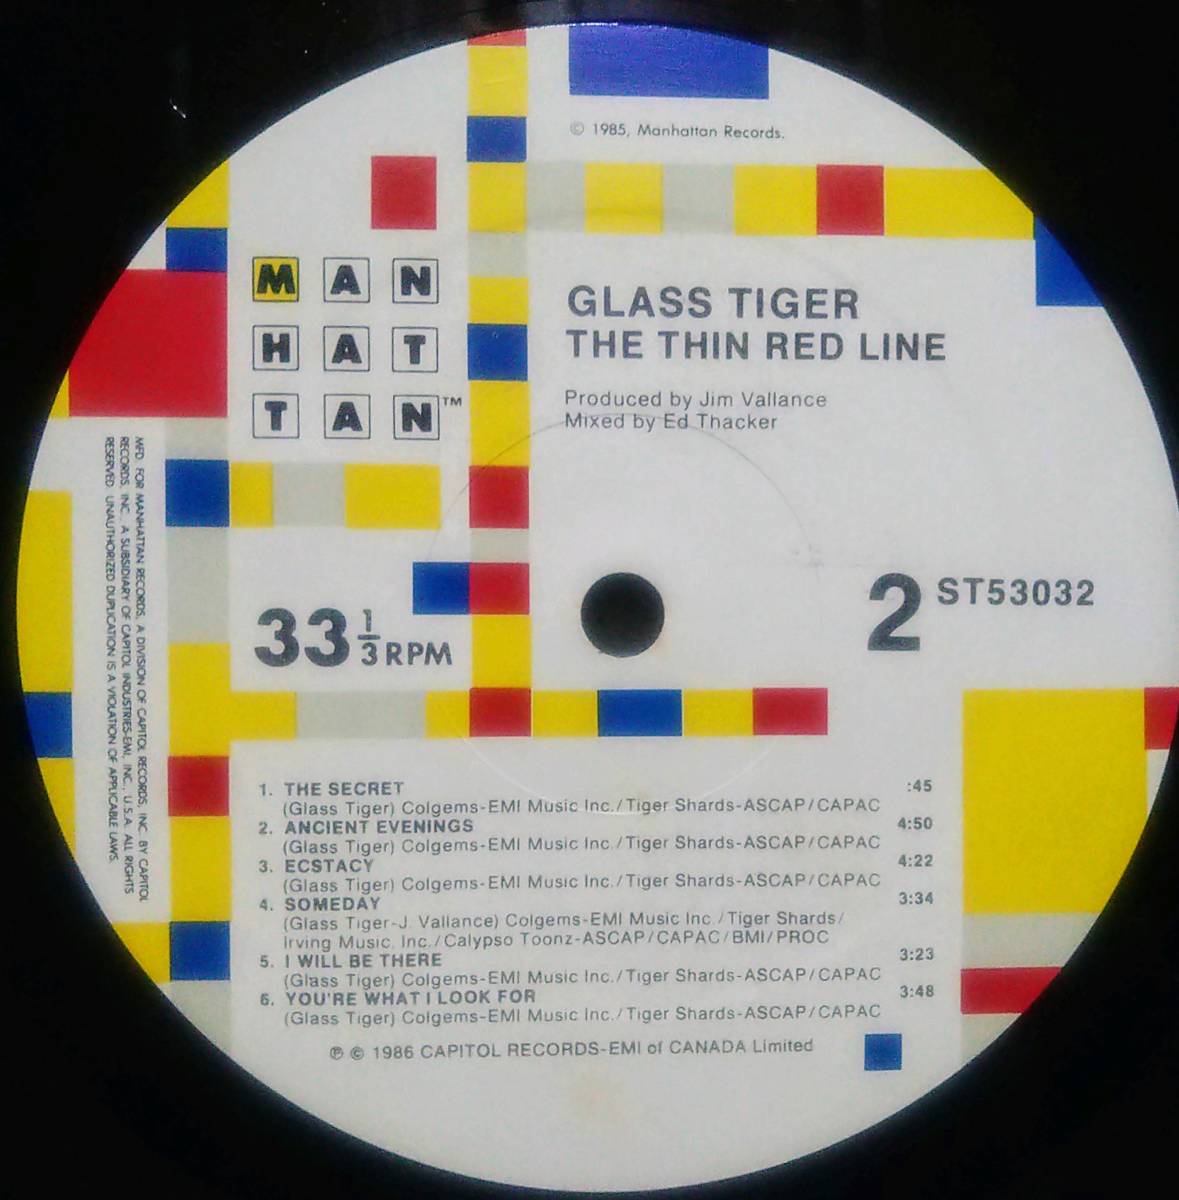 © 1985, Manhattan Records.
MAN
HAT
TAN™
GLASS TIGER
THE THIN RED LINE
Produced by Jim Vallance
Mixed by Ed Thacker
MFD. FOR MANHATTAN RECORDS, A DIVISION OF CAPITOL RECORDS, INC. BY CAPITOL
RECORDS, INC., A SUBSIDIARY OF CAPITOL INDUSTRIES-EMI, INC., U.S.A. ALL RIGHTS
RESERVED. UNAUTHORIZED DUPLICATION IS A VIOLATION OF APPLICABLE LAWS.
33 1/3 RPM
2 ST53032
1. THE SECRET :45
(Glass Tiger) Colgems-EMI Music Inc./Tiger Shards-ASCAP/CAPAC
2. ANCIENT EVENINGS 4:50
(Glass Tiger) Colgems-EMI Music Inc./Tiger Shards-ASCAP/CAPAC
3. ECSTACY 4:22
(Glass Tiger) Colgems-EMI Music Inc./Tiger Shards-ASCAP/CAPAC
4. SOMEDAY 3:34
(Glass Tiger-J. Vallance) Colgems-EMI Music Inc./Tiger Shards/
Irving Music, Inc./Calypso Toonz-ASCAP/CAPAC/BMI/PROC
5. I WILL BE THERE 3:23
(Glass Tiger) Colgems-EMI Music Inc./Tiger Shards-ASCAP/CAPAC
6. YOU'RE WHAT I LOOK FOR 3:48
(Glass Tiger) Colgems-EMI Music Inc./Tiger Shards-ASCAP/CAPAC
℗ © 1986 CAPITOL RECORDS-EMI of CANADA Limited